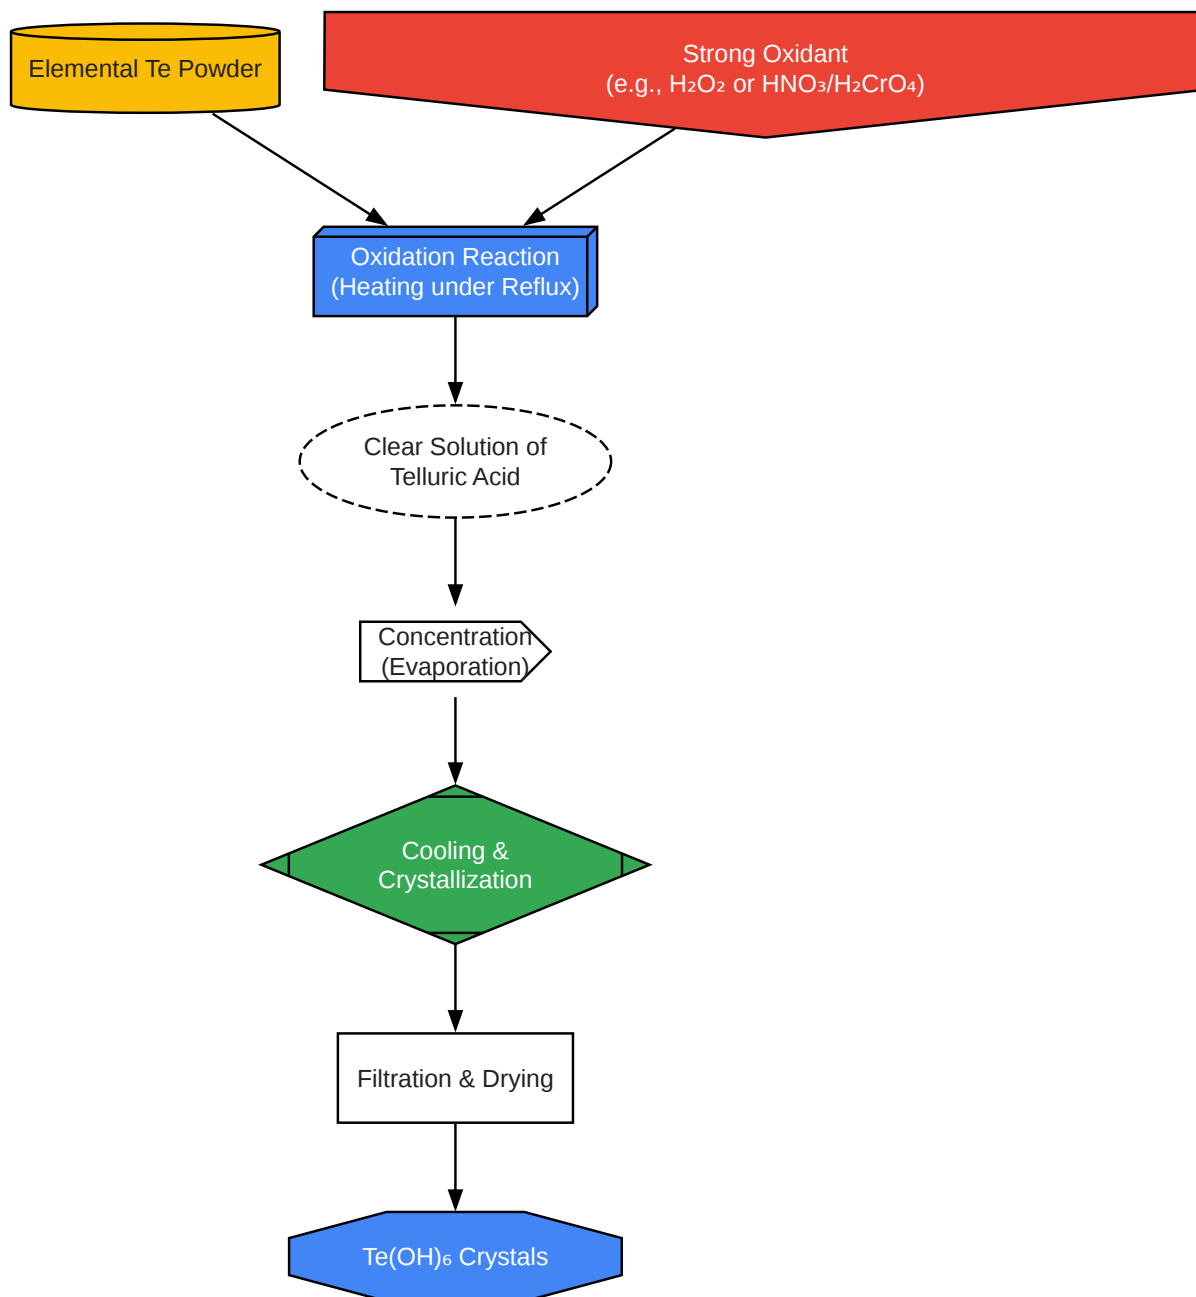 Elemental Te Powder
Strong Oxidant
(e.g., H₂O₂ or HNO₃/H₂CrO₄)
Oxidation Reaction
(Heating under Reflux)
Clear Solution of
Telluric Acid
Concentration
(Evaporation)
Cooling &
Crystallization
Filtration & Drying
Te(OH)₆ Crystals